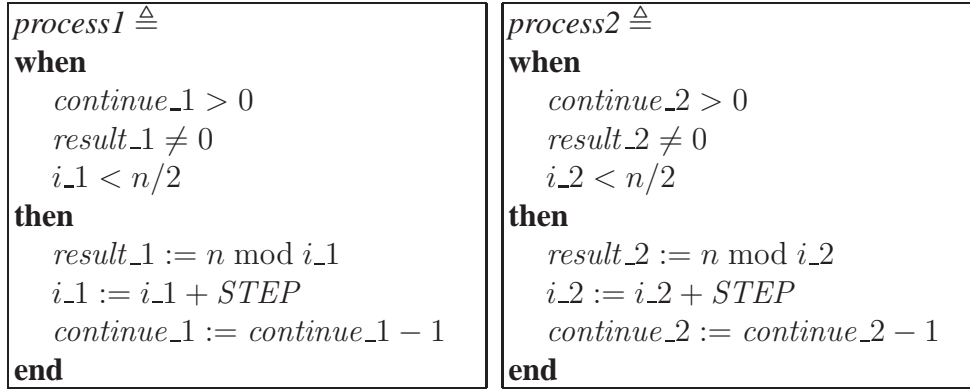 process1 ≜
when
continue_1 > 0
result_1 ≠ 0
i_1 < n/2
then
result_1 := n mod i_1
i_1 := i_1 + STEP
continue_1 := continue_1 − 1
end
process2 ≜
when
continue_2 > 0
result_2 ≠ 0
i_2 < n/2
then
result_2 := n mod i_2
i_2 := i_2 + STEP
continue_2 := continue_2 − 1
end